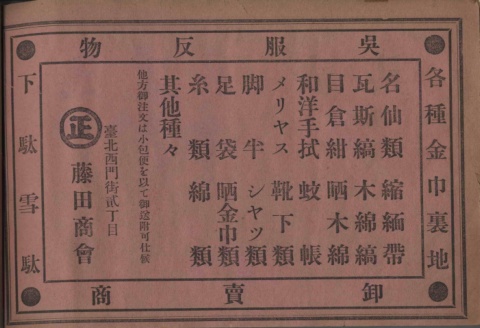 物反服吳
各種金巾裏地
名仙類 縮緬帶
瓦斯縞 木綿縞
目倉紺 晒木綿
和洋手拭 蚊帳
メリヤス 靴下類
脚半 シャツ類
足袋 晒金巾類
糸類 綿類
其他種々
他方御注文は小包便を以て御送附可仕候
臺北西門街貳丁目
正 藤田商會
下駄雪駄
商賣卸